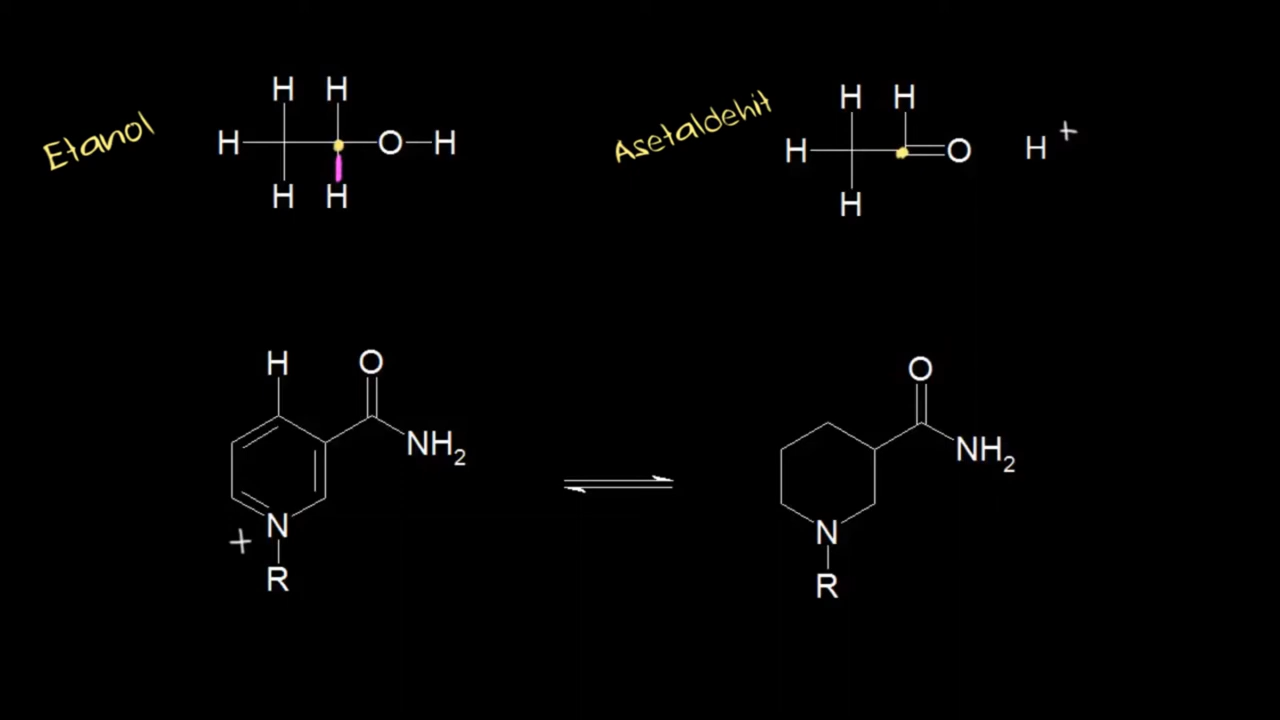 Etanol
H H
H O H
H H
Asetaldehit
H H
H O H+
H
H O
NH2
N
+
R
O
NH2
N
R